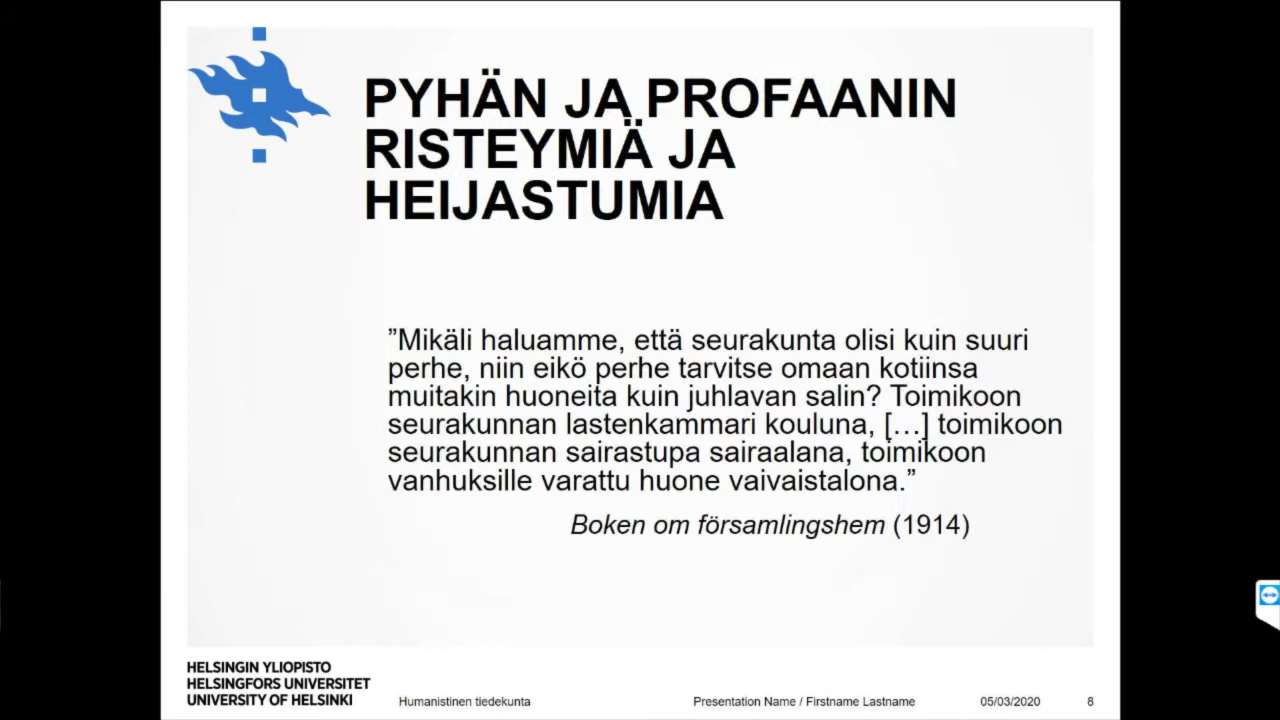 PYHÄN JA PROFAANIN
RISTEYMIÄ JA
HEIJASTUMIA
”Mikäli haluamme, että seurakunta olisi kuin suuri
perhe, niin eikö perhe tarvitse omaan kotiinsa
muitakin huoneita kuin juhlavan salin? Toimikoon
seurakunnan lastenkammari kouluna, […] toimikoon
seurakunnan sairastupa sairaalana, toimikoon
vanhuksille varattu huone vaivaistalona.”
Boken om församlingshem (1914)
HELSINGIN YLIOPISTO
HELSINGFORS UNIVERSITET
UNIVERSITY OF HELSINKI
Humanistinen tiedekunta
Presentation Name / Firstname Lastname
05/03/2020
8